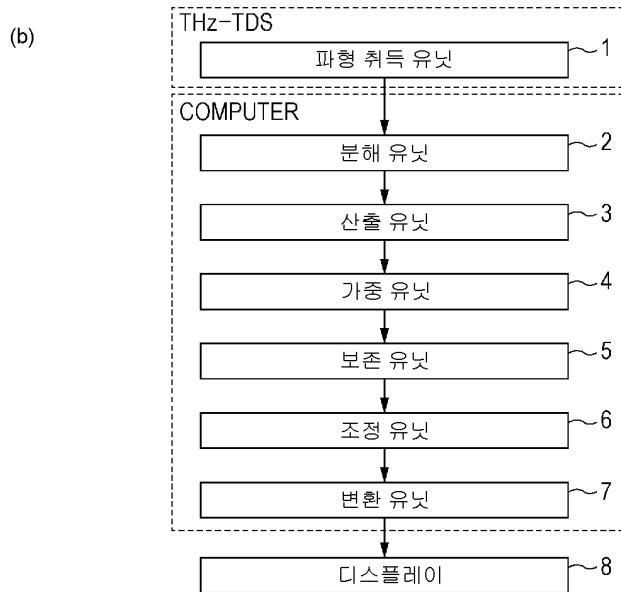 (b)
THz-TDS
파형 취득 유닛 1
COMPUTER
분해 유닛 2
산출 유닛 3
가중 유닛 4
보존 유닛 5
조정 유닛 6
변환 유닛 7
디스플레이 8